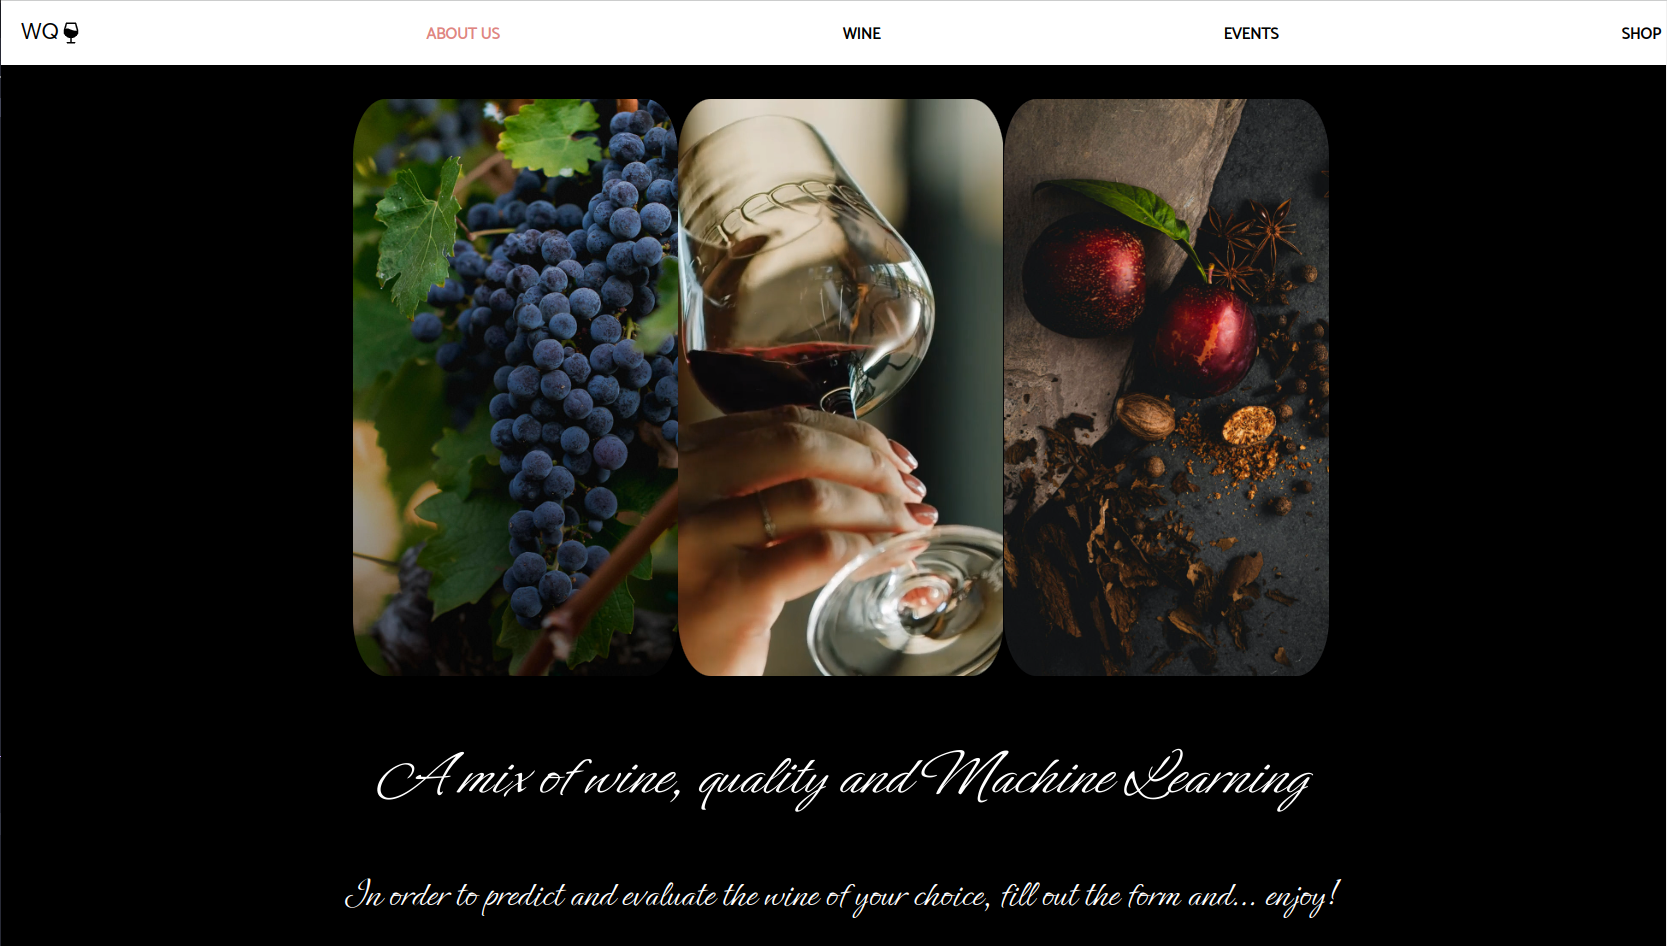 WQ
ABOUT US
WINE
EVENTS
SHOP
A mix of wine, quality and Machine Learning
In order to predict and evaluate the wine of your choice, fill out the form and... enjoy!